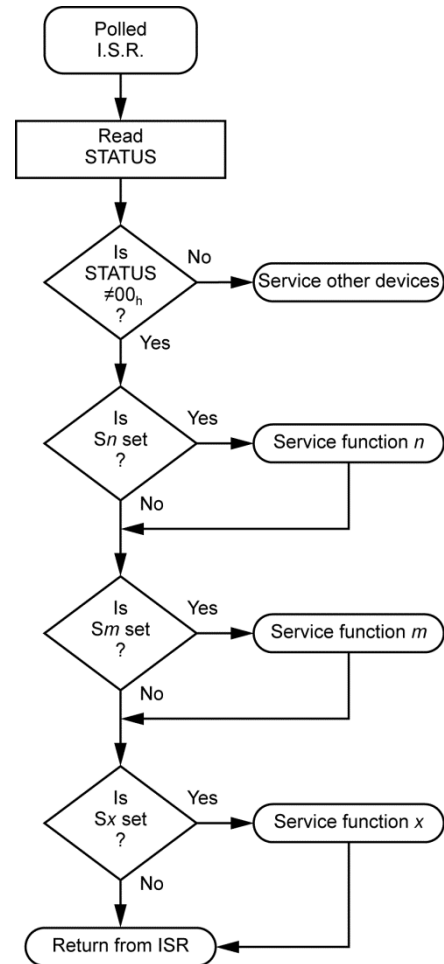 Polled
I.S.R.
Read
STATUS
Is
STATUS
≠00h
?
No
Service other devices
Yes
Is
Sn set
?
Yes
Service function n
No
Is
Sm set
?
Yes
Service function m
No
Is
Sx set
?
Yes
Service function x
No
Return from ISR